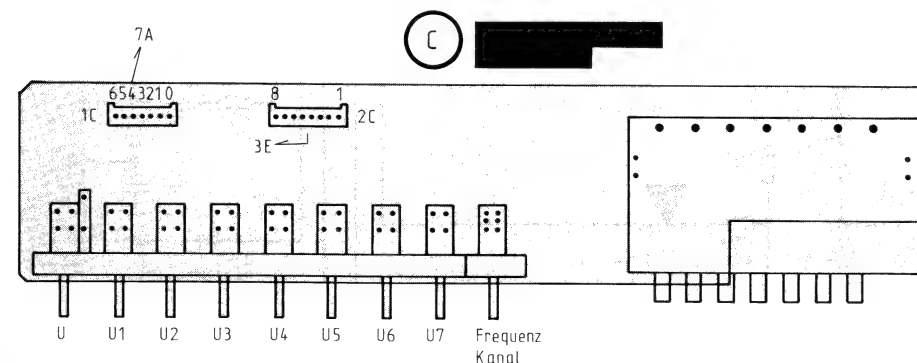 7A
C
6543210
8 1
1C
2C
3E
U U1 U2 U3 U4 U5 U6 U7 Frequenz
Kanal